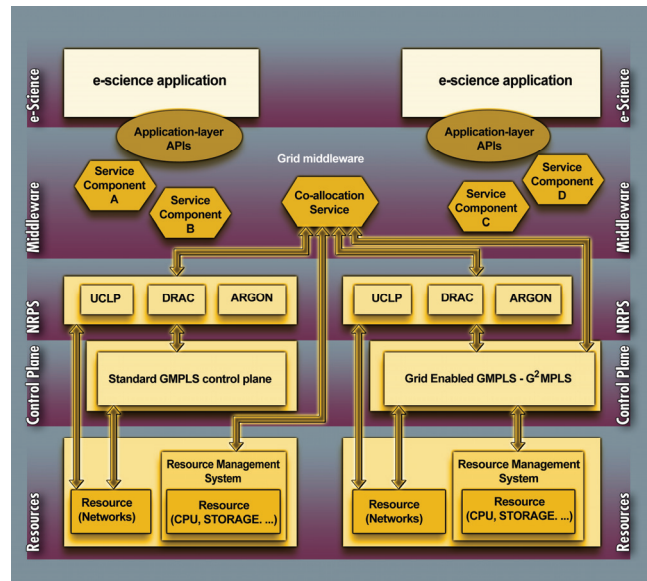 e-Science
e-science application
e-science application
e-Science
Application-layer
APIs
Application-layer
APIs
Middleware
Grid middleware
Middleware
Service
Component
A
Service
Component
B
Co-allocation
Service
Service
Component
C
Service
Component
D
NRPS
UCLP
DRAC
ARGON
UCLP
DRAC
ARGON
NRPS
Control Plane
Standard GMPLS control plane
Grid Enabled GMPLS - G²MPLS
Control Plane
Resources
Resource Management
System
Resource
(Networks)
Resource
(CPU, STORAGE. ...)
Resource Management
System
Resource
(Networks)
Resource
(CPU, STORAGE. ...)
Resources